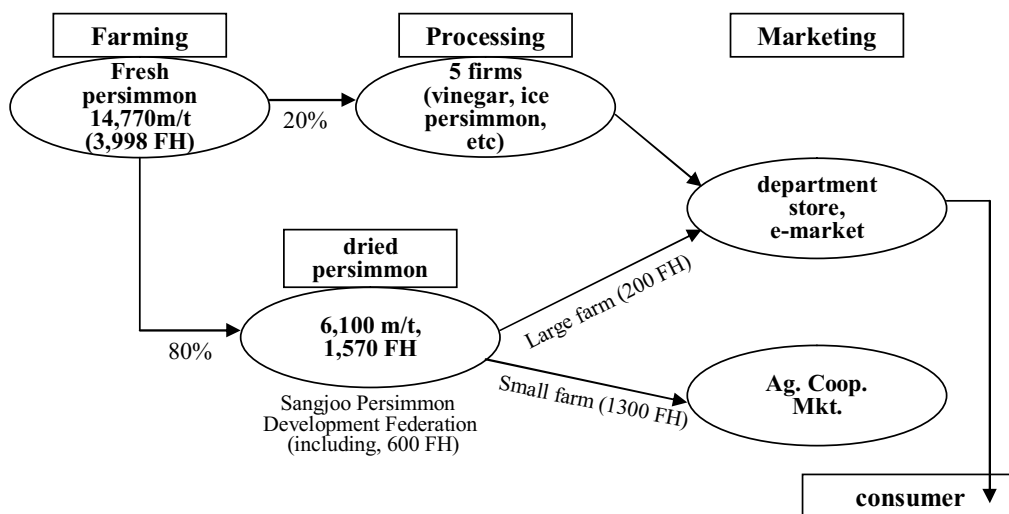 Farming
Processing
Marketing
Fresh
persimmon
14,770m/t
(3,998 FH)
20%
5 firms
(vinegar, ice
persimmon,
etc)
department
store,
e-market
dried
persimmon
80%
6,100 m/t,
1,570 FH
Large farm (200 FH)
Small farm (1300 FH)
Ag. Coop.
Mkt.
Sangjoo Persimmon
Development Federation
(including, 600 FH)
consumer